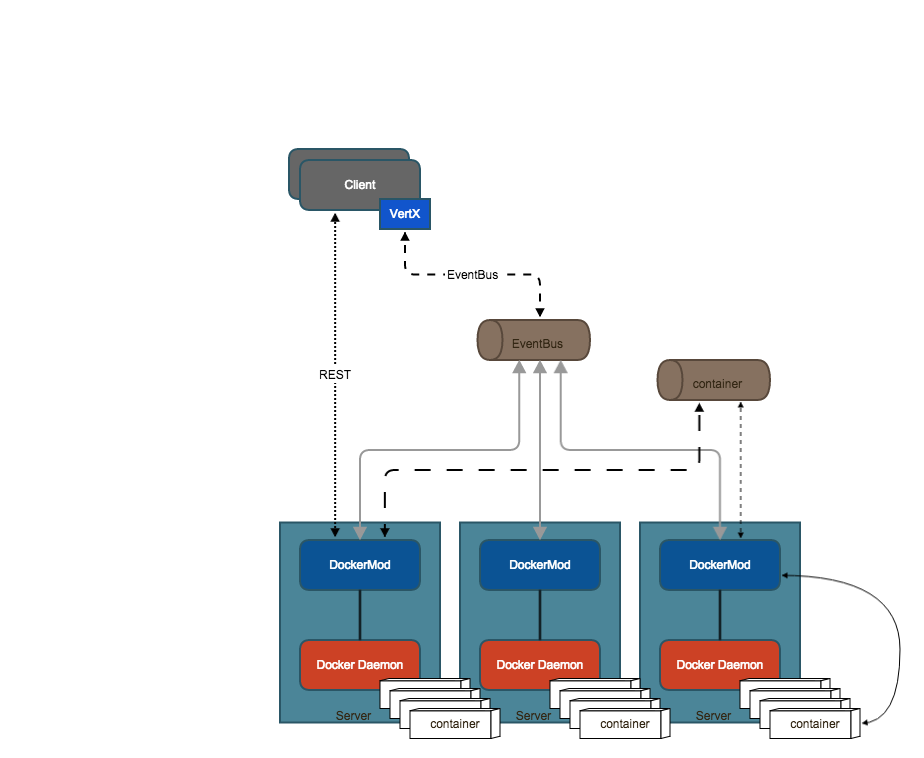 Client
VertX
EventBus
EventBus
REST
container
DockerMod
DockerMod
DockerMod
Docker Daemon
Docker Daemon
Docker Daemon
Server
container
Server
container
Server
container